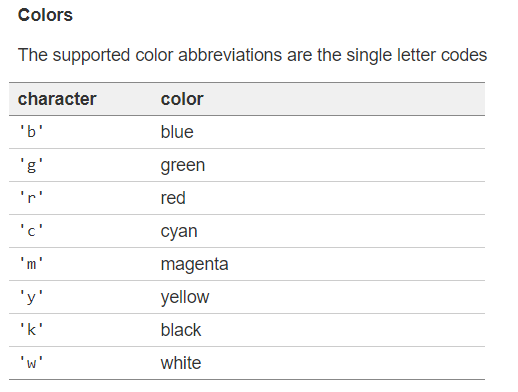 Colors
The supported color abbreviations are the single letter codes
character color
'b' blue
'g' green
'r' red
'c' cyan
'm' magenta
'y' yellow
'k' black
'w' white